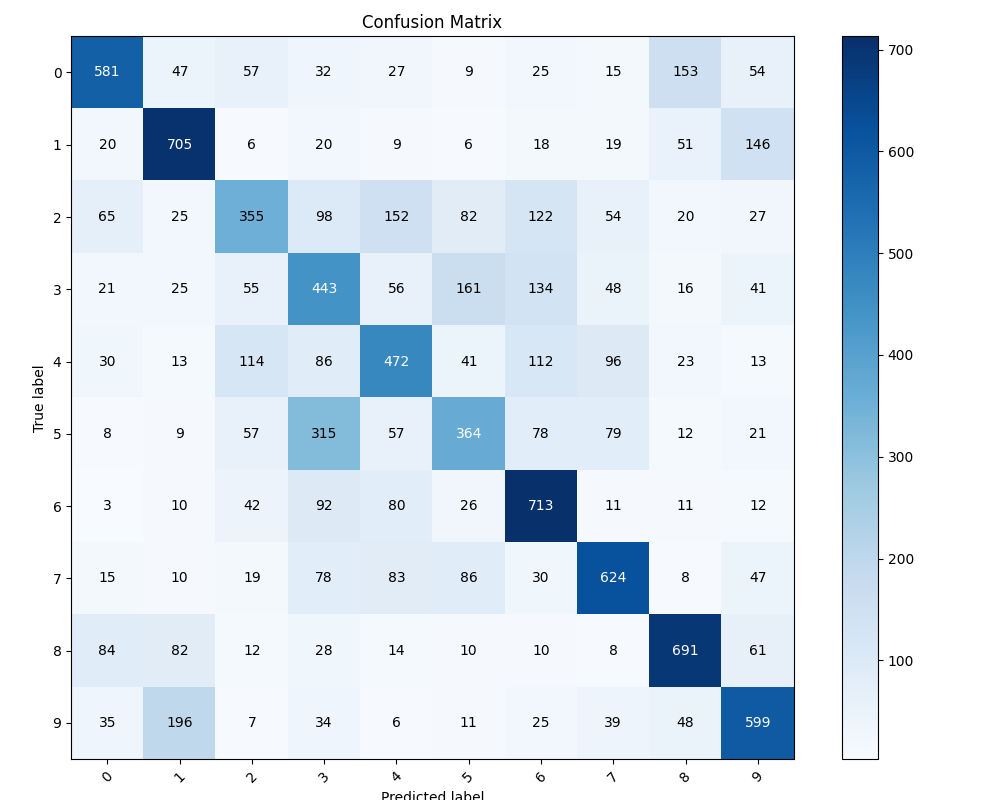 Confusion Matrix
0 581 47 57 32 27 9 25 15 153 54
1 20 705 6 20 9 6 18 19 51 146
2 65 25 355 98 152 82 122 54 20 27
3 21 25 55 443 56 161 134 48 16 41
4 30 13 114 86 472 41 112 96 23 13
5 8 9 57 315 57 364 78 79 12 21
6 3 10 42 92 80 26 713 11 11 12
7 15 10 19 78 83 86 30 624 8 47
8 84 82 12 28 14 10 10 8 691 61
9 35 196 7 34 6 11 25 39 48 599
0 1 2 3 4 5 6 7 8 9
True label
Predicted label
700
600
500
400
300
200
100